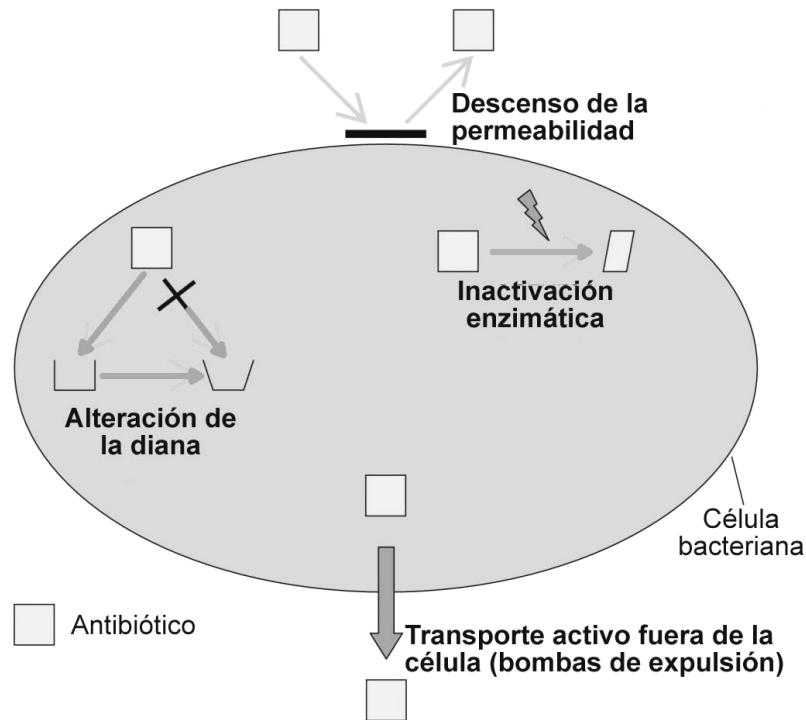 Descenso de la
permeabilidad
Inactivación
enzimática
Alteración de
la diana
Célula
bacteriana
Antibiótico
Transporte activo fuera de la
célula (bombas de expulsión)